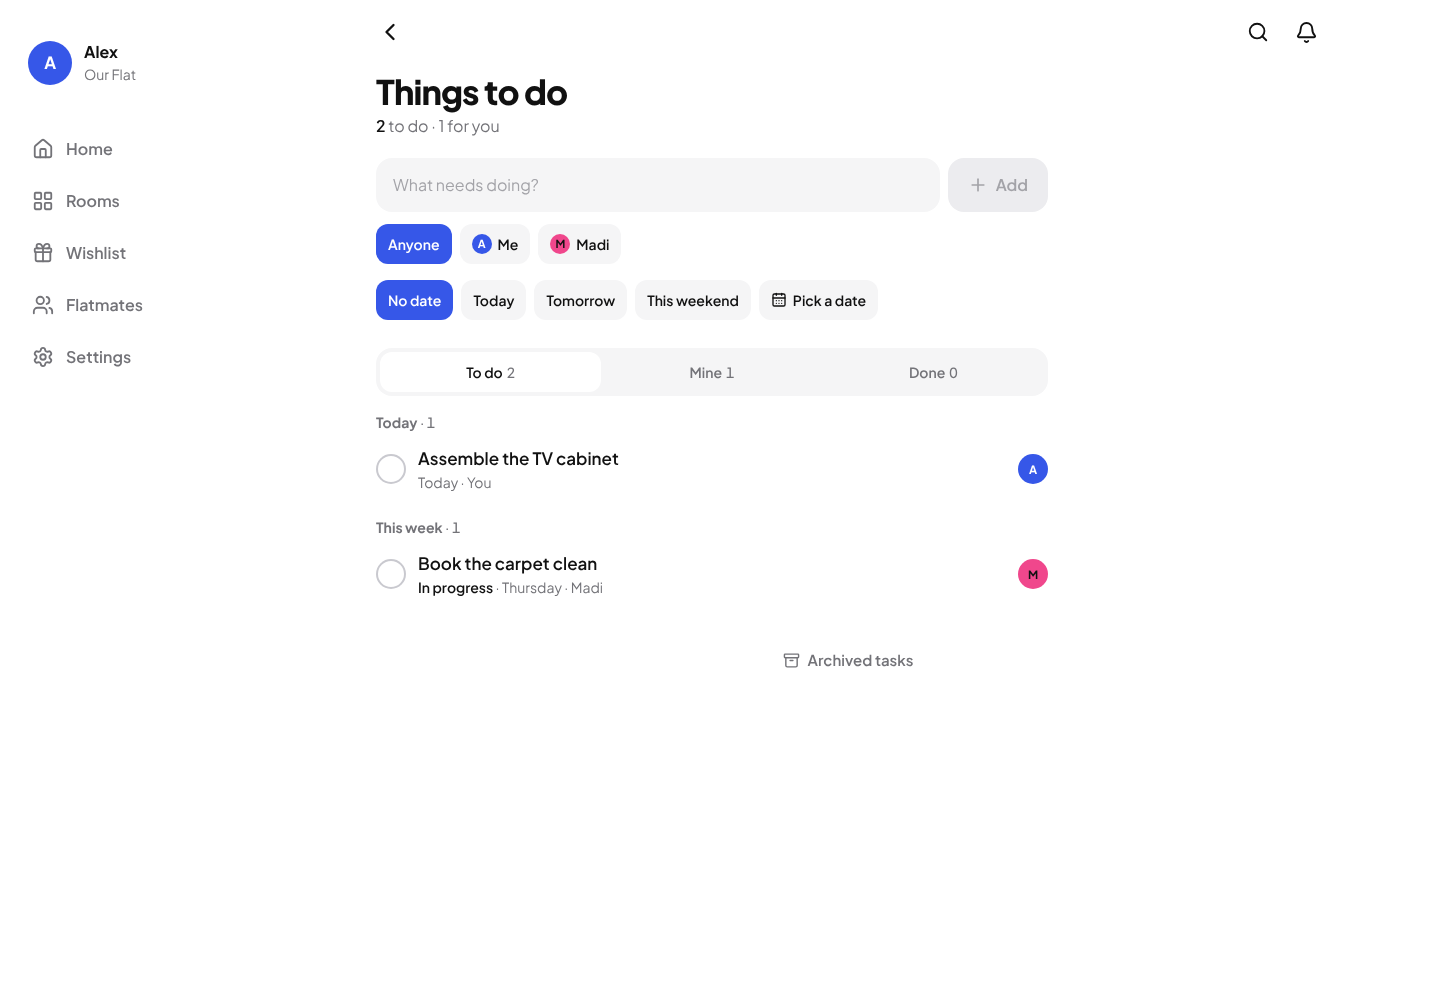 A
Alex
Our Flat
Home
Rooms
Wishlist
Flatmates
Settings
Things to do
2 to do · 1 for you
What needs doing?
+ Add
Anyone
A Me
M Madi
No date
Today
Tomorrow
This weekend
Pick a date
To do 2
Mine 1
Done 0
Today · 1
Assemble the TV cabinet
Today · You
A
This week · 1
Book the carpet clean
In progress · Thursday · Madi
M
Archived tasks